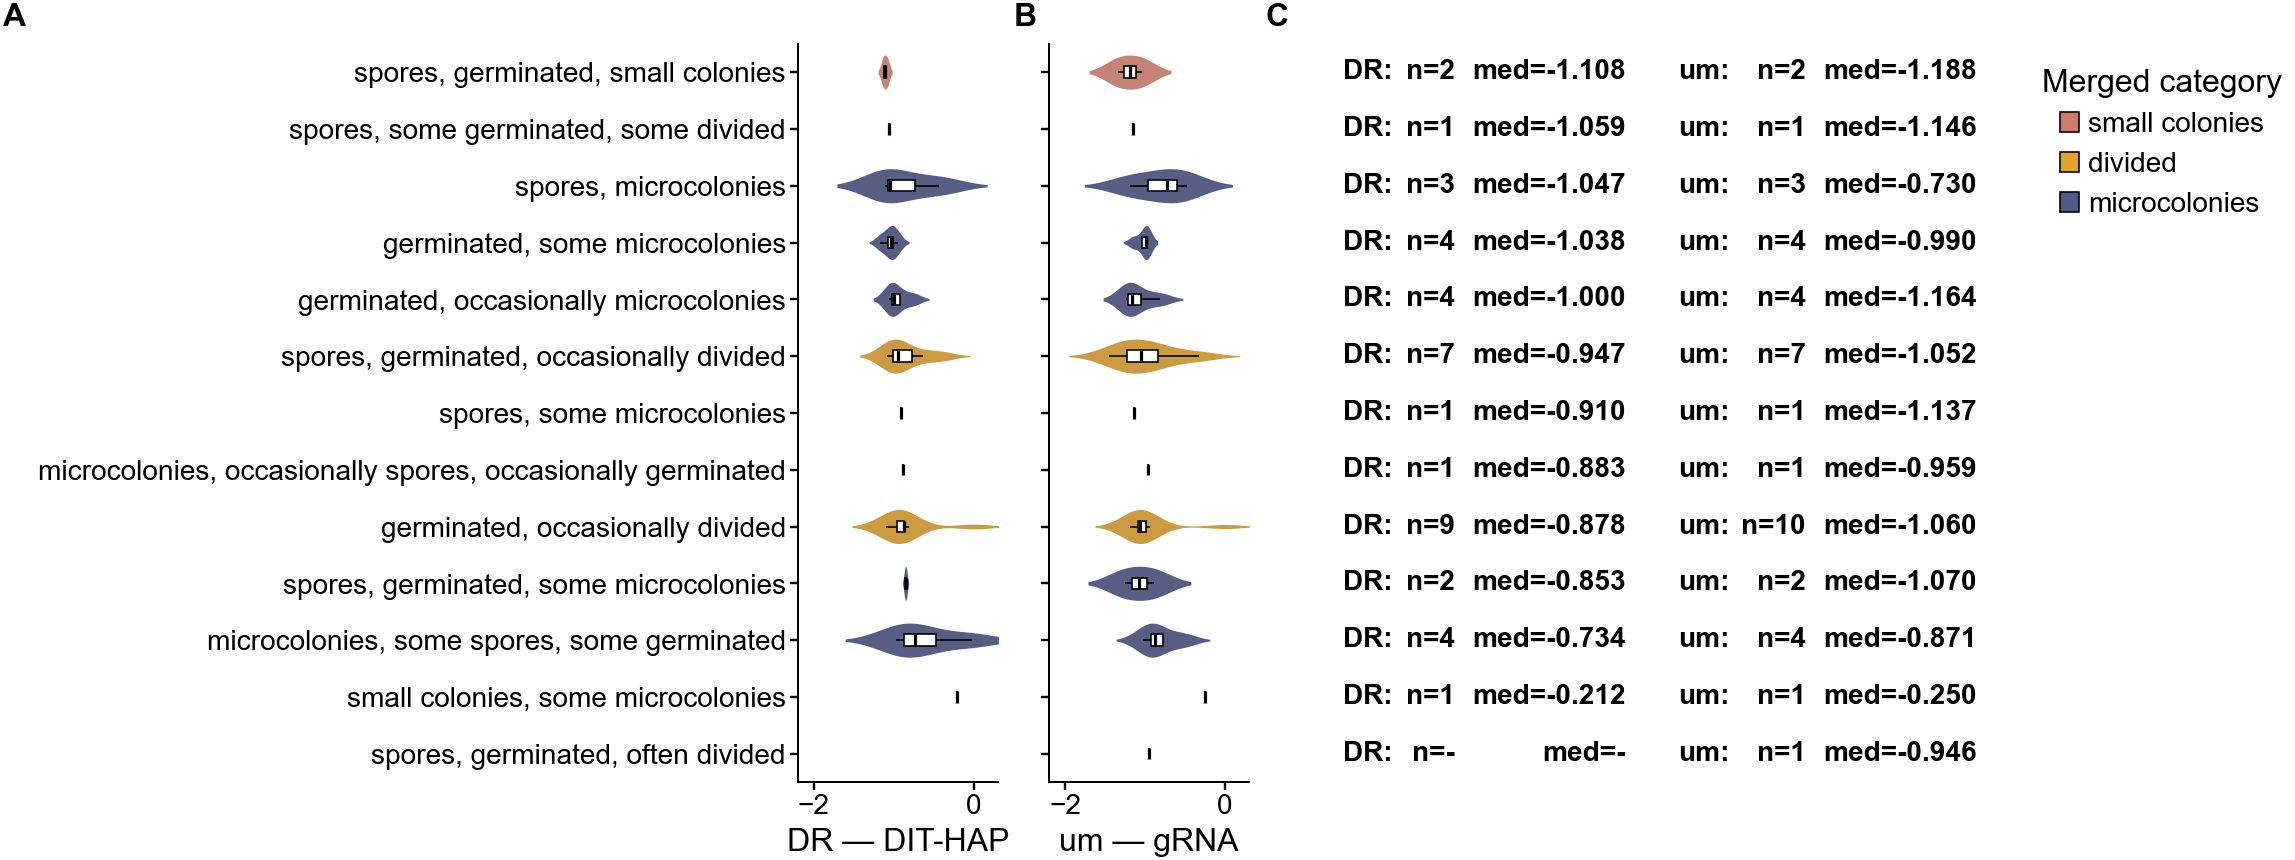 A B C
spores, germinated, small colonies DR: n=2 med=-1.108 um: n=2 med=-1.188
Merged category
small colonies
spores, some germinated, some divided DR: n=1 med=-1.059 um: n=1 med=-1.146
divided
spores, microcolonies DR: n=3 med=-1.047 um: n=3 med=-0.730
microcolonies
germinated, some microcolonies DR: n=4 med=-1.038 um: n=4 med=-0.990
germinated, occasionally microcolonies DR: n=4 med=-1.000 um: n=4 med=-1.164
spores, germinated, occasionally divided DR: n=7 med=-0.947 um: n=7 med=-1.052
spores, some microcolonies DR: n=1 med=-0.910 um: n=1 med=-1.137
microcolonies, occasionally spores, occasionally germinated DR: n=1 med=-0.883 um: n=1 med=-0.959
germinated, occasionally divided DR: n=9 med=-0.878 um: n=10 med=-1.060
spores, germinated, some microcolonies DR: n=2 med=-0.853 um: n=2 med=-1.070
microcolonies, some spores, some germinated DR: n=4 med=-0.734 um: n=4 med=-0.871
small colonies, some microcolonies DR: n=1 med=-0.212 um: n=1 med=-0.250
spores, germinated, often divided DR: n=- med=- um: n=1 med=-0.946
−2 0 −2 0
DR — DIT-HAP um — gRNA